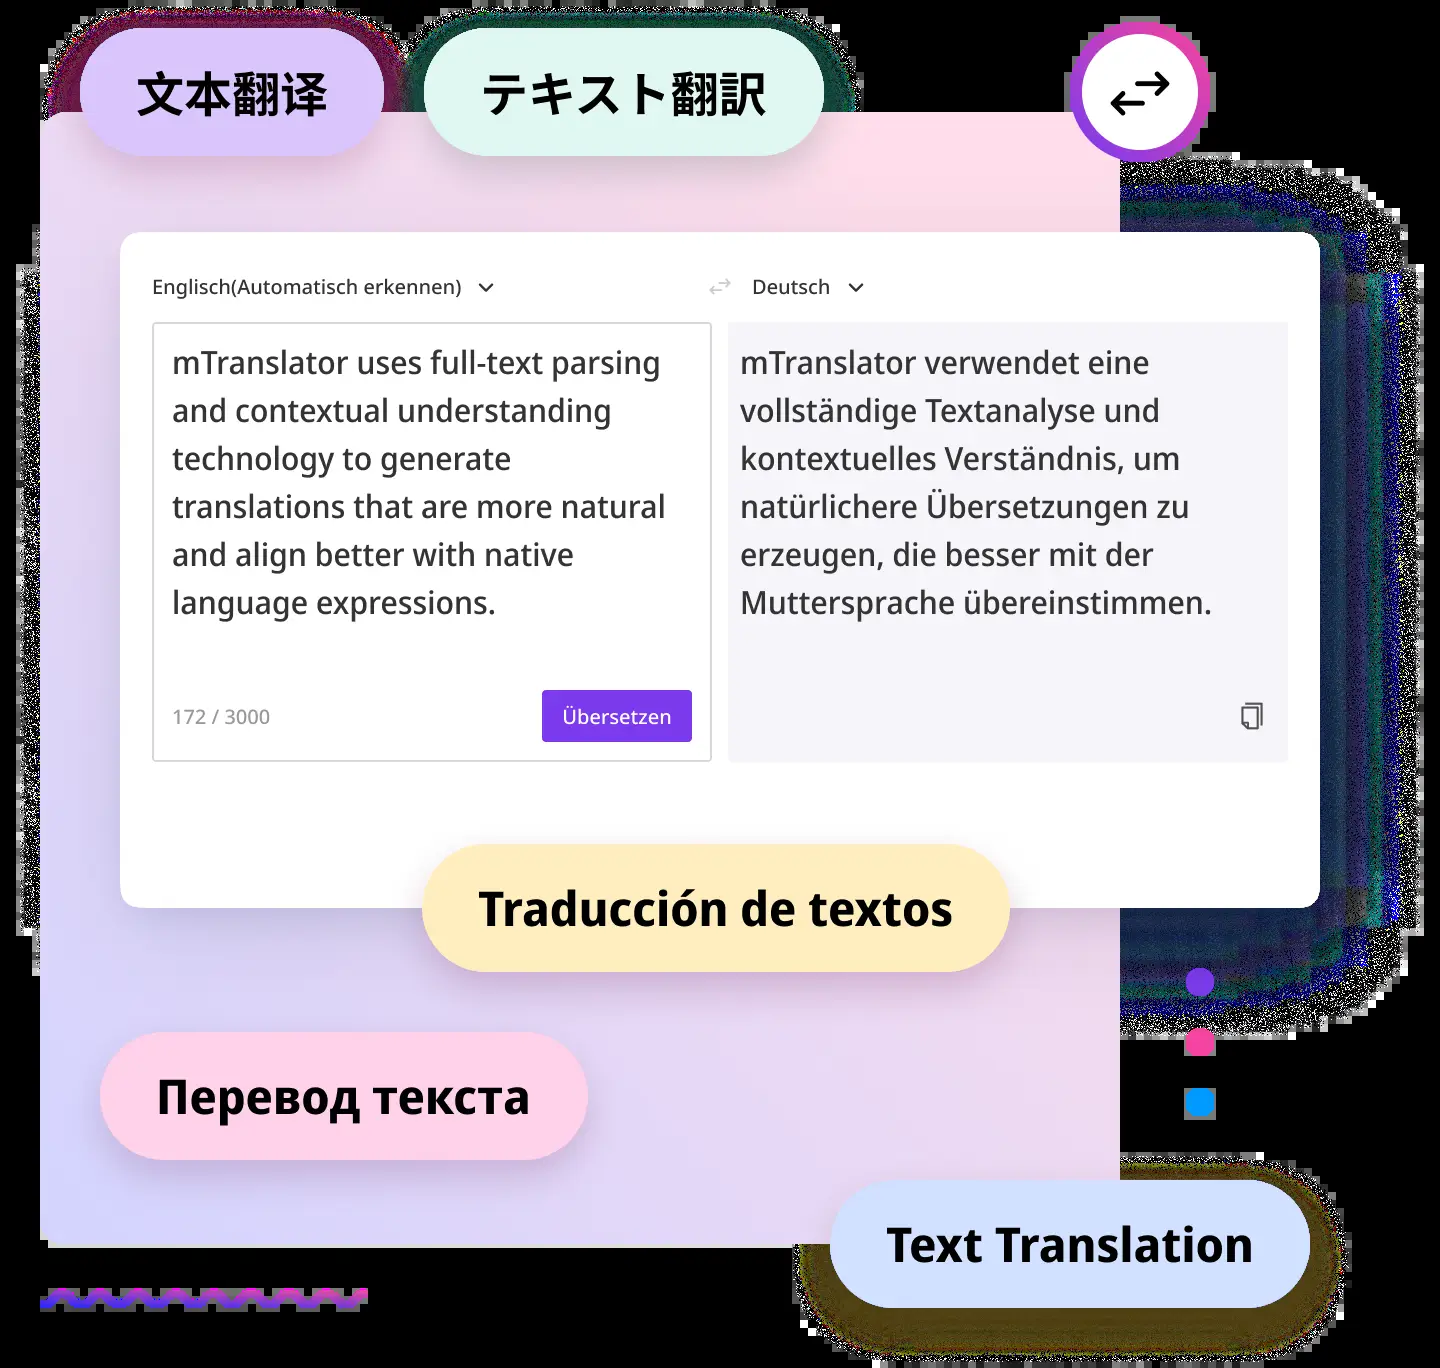 文本翻译
テキスト翻訳
Englisch(Automatisch erkennen)
Deutsch
mTranslator uses full-text parsing
and contextual understanding
technology to generate
translations that are more natural
and align better with native
language expressions.
172 / 3000
Übersetzen
mTranslator verwendet eine
vollständige Textanalyse und
kontextuelles Verständnis, um
natürlichere Übersetzungen zu
erzeugen, die besser mit der
Muttersprache übereinstimmen.
Traducción de textos
Перевод текста
Text Translation